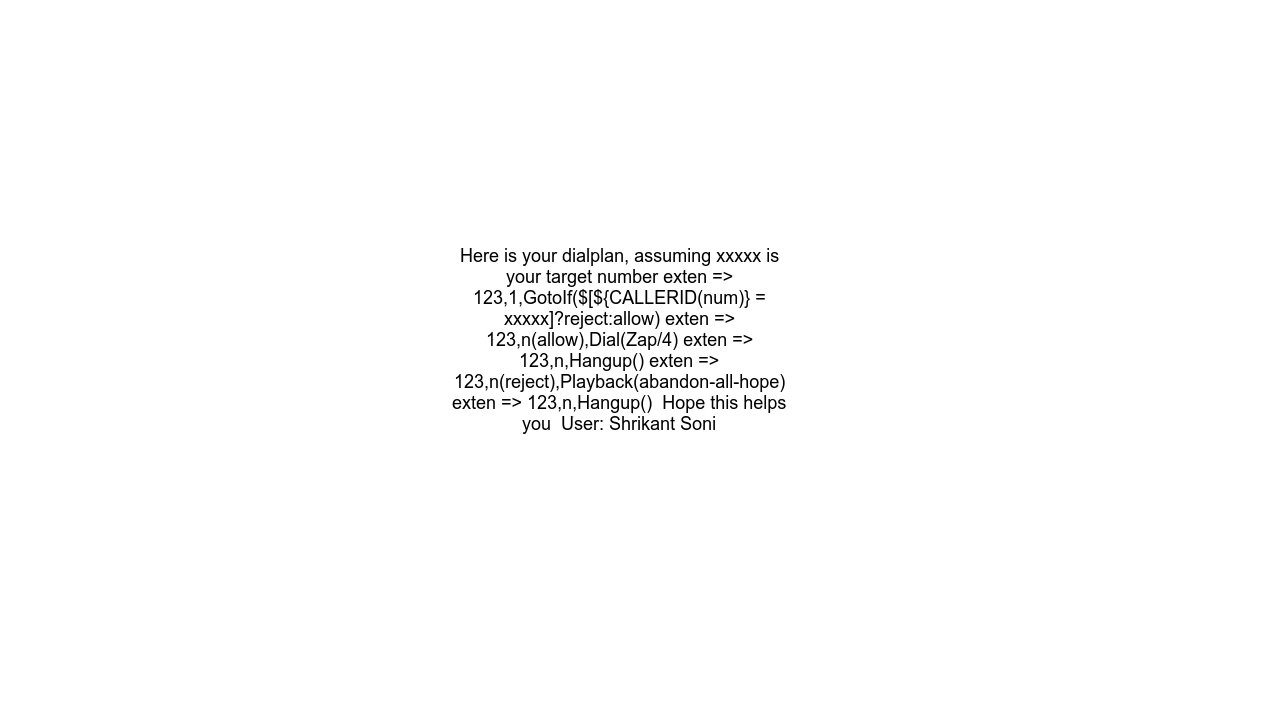 Here is your dialplan, assuming xxxxx is
your target number exten =>
123,1,GotoIf($[${CALLERID(num)} =
xxxxx]?reject:allow) exten =>
123,n(allow),Dial(Zap/4) exten =>
123,n,Hangup() exten =>
123,n(reject),Playback(abandon-all-hope)
exten => 123,n,Hangup()  Hope this helps
you  User: Shrikant Soni